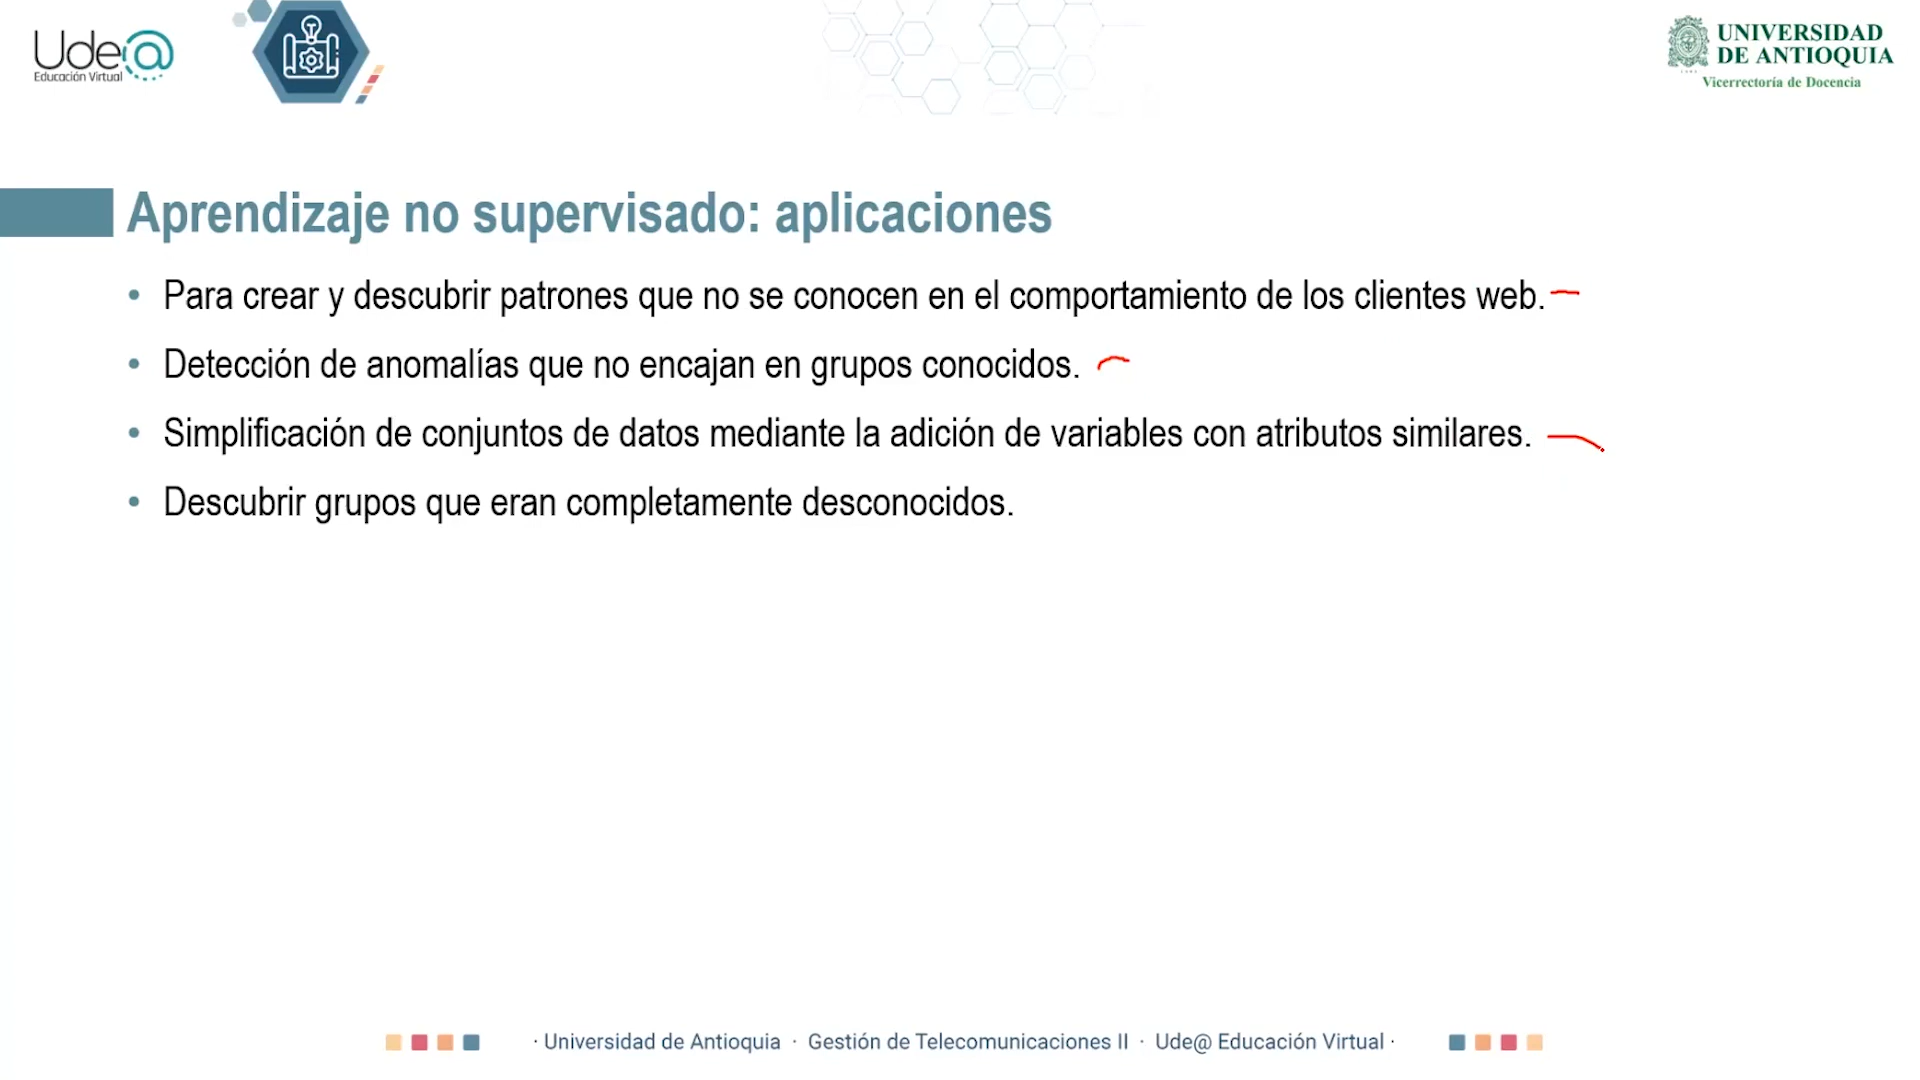 Ude@
Educación Virtual
UNIVERSIDAD
DE ANTIOQUIA
Vicerrectoría de Docencia
Aprendizaje no supervisado: aplicaciones
• Para crear y descubrir patrones que no se conocen en el comportamiento de los clientes web.
• Detección de anomalías que no encajan en grupos conocidos.
• Simplificación de conjuntos de datos mediante la adición de variables con atributos similares.
• Descubrir grupos que eran completamente desconocidos.
· Universidad de Antioquia · Gestión de Telecomunicaciones II · Ude@ Educación Virtual ·